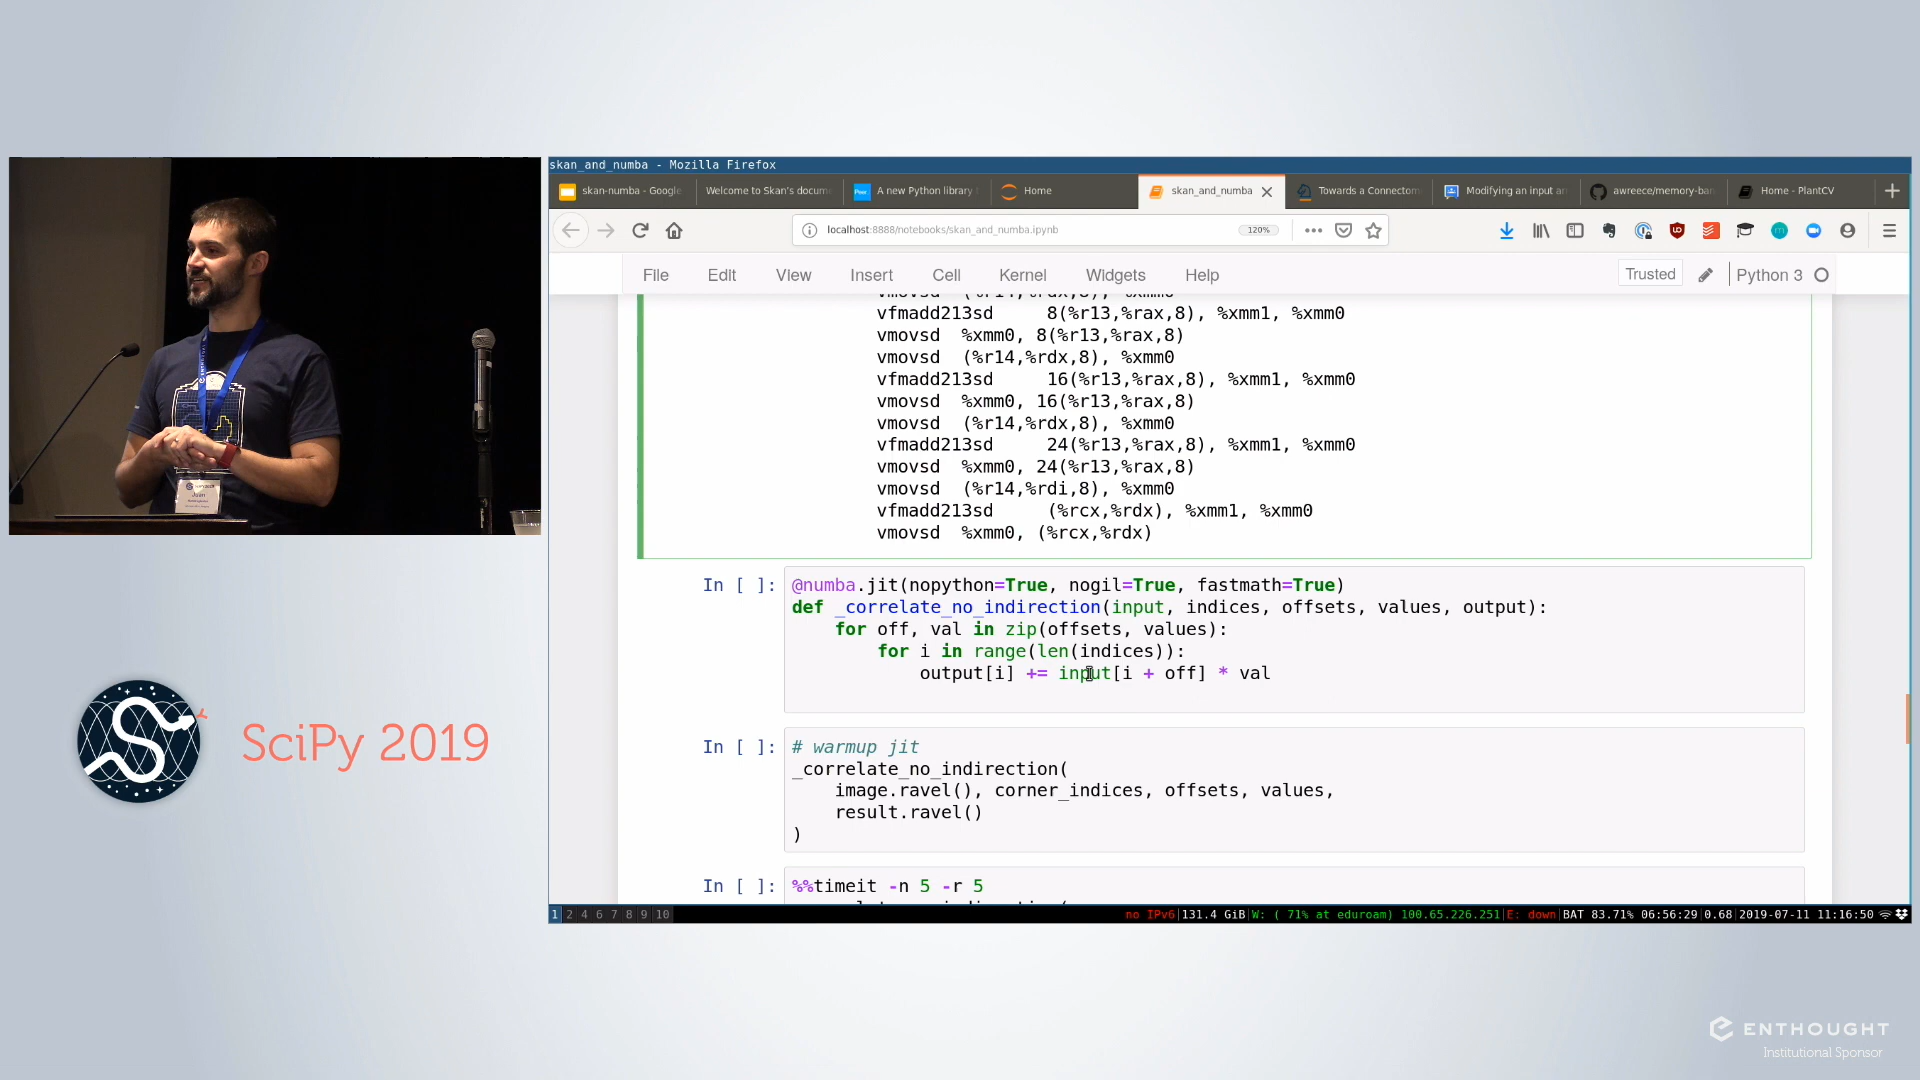 skan_and_numba - Mozilla Firefox
skan-numba - Google
Welcome to Skan's docum
A new Python library
Home
skan_and_numba
Towards a Connectom
Modifying an input ar
awreece/memory-ban
Home - PlantCV
localhost:8888/notebooks/skan_and_numba.ipynb
120%
File Edit View Insert Cell Kernel Widgets Help
Trusted
Python 3
vmovsd (%r14,%rdx,8), %xmm0
vfmadd213sd 8(%r13,%rax,8), %xmm1, %xmm0
vmovsd %xmm0, 8(%r13,%rax,8)
vmovsd (%r14,%rdx,8), %xmm0
vfmadd213sd 16(%r13,%rax,8), %xmm1, %xmm0
vmovsd %xmm0, 16(%r13,%rax,8)
vmovsd (%r14,%rdx,8), %xmm0
vfmadd213sd 24(%r13,%rax,8), %xmm1, %xmm0
vmovsd %xmm0, 24(%r13,%rax,8)
vmovsd (%r14,%rdi,8), %xmm0
vfmadd213sd (%rcx,%rdx), %xmm1, %xmm0
vmovsd %xmm0, (%rcx,%rdx)
In [ ]: @numba.jit(nopython=True, nogil=True, fastmath=True)
def _correlate_no_indirection(input, indices, offsets, values, output):
for off, val in zip(offsets, values):
for i in range(len(indices)):
output[i] += input[i + off] * val
In [ ]: # warmup jit
_correlate_no_indirection(
image.ravel(), corner_indices, offsets, values,
result.ravel()
)
In [ ]: %%timeit -n 5 -r 5
1 2 4 6 7 8 9 10
no IPv6|131.4 GiB|W: ( 71% at eduroam) 100.65.226.251|E: down|BAT 83.71% 06:56:29|0.68|2019-07-11 11:16:50
SciPy 2019
Juan
ENTHOUGHT
Institutional Sponsor